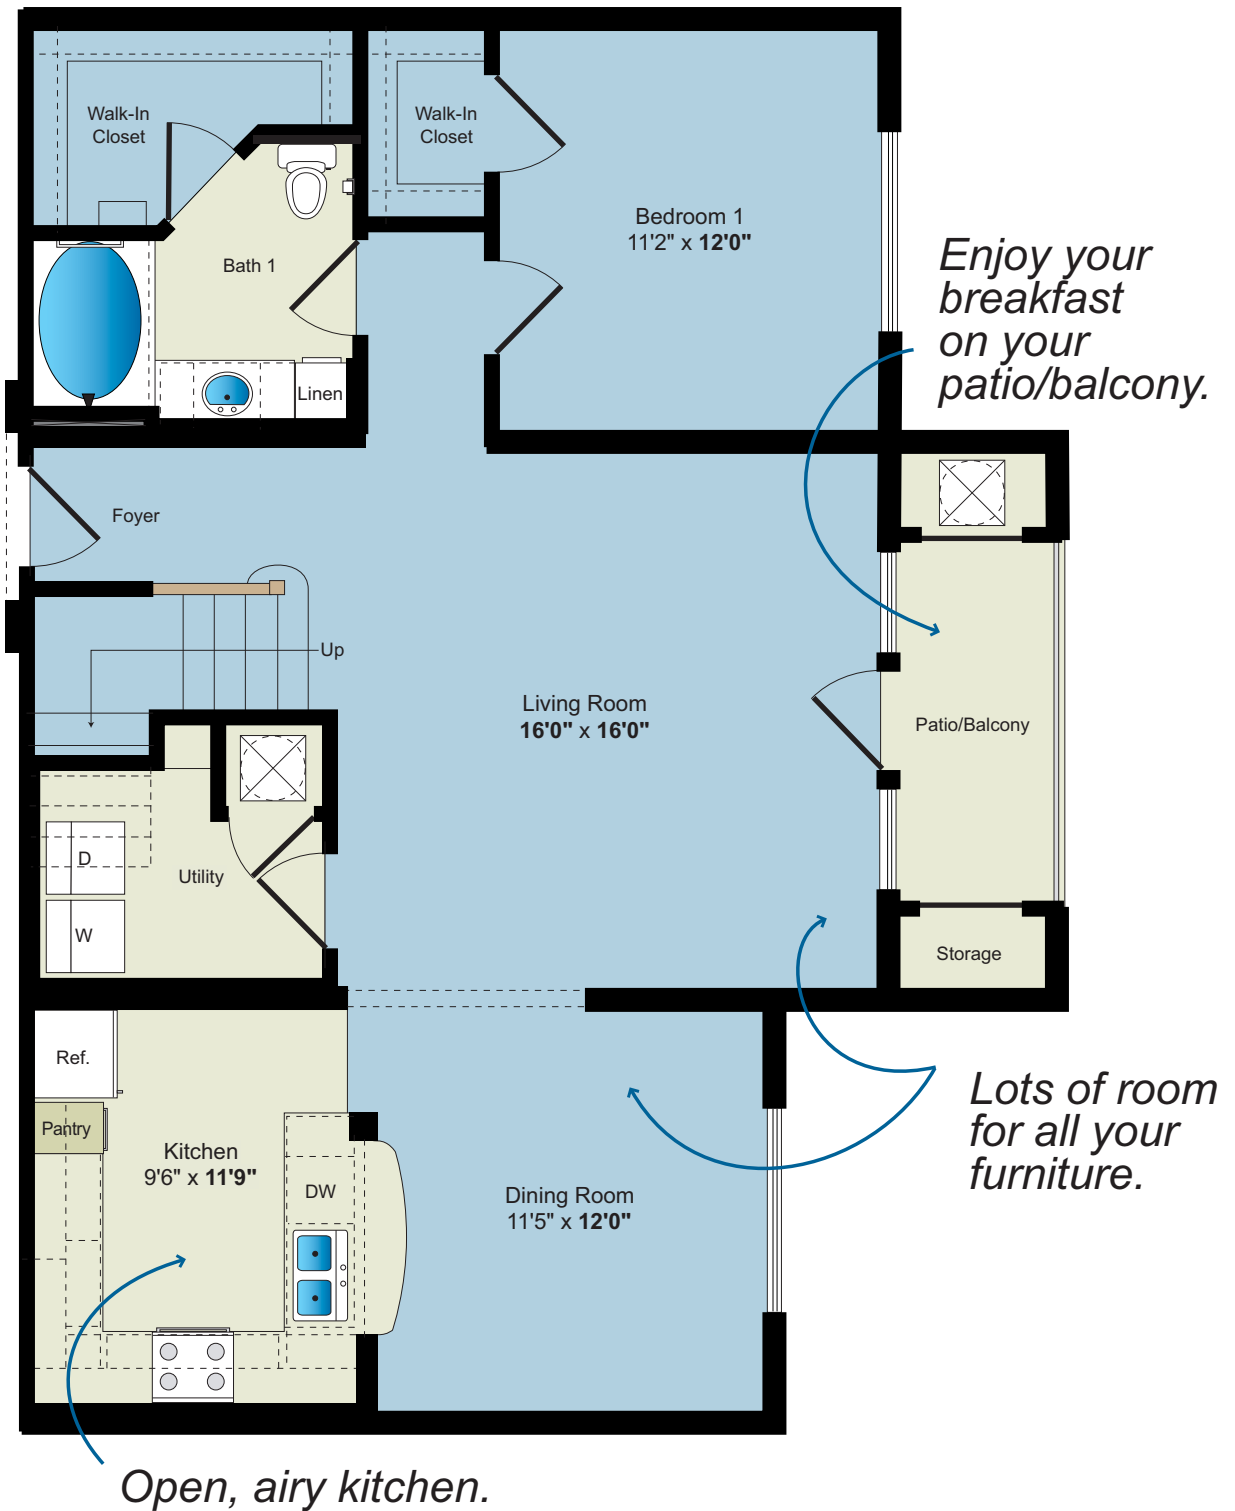 Walk-In
Closet
Walk-In
Closet
Bedroom 1
11'2" x 12'0"
Bath 1
Enjoy your
breakfast
on your
patio/balcony.
Linen
Foyer
Up
Living Room
16'0" x 16'0"
Patio/Balcony
D
Utility
W
Storage
Ref.
Lots of room
for all your
furniture.
Pantry
Kitchen
9'6" x 11'9"
DW
Dining Room
11'5" x 12'0"
Open, airy kitchen.